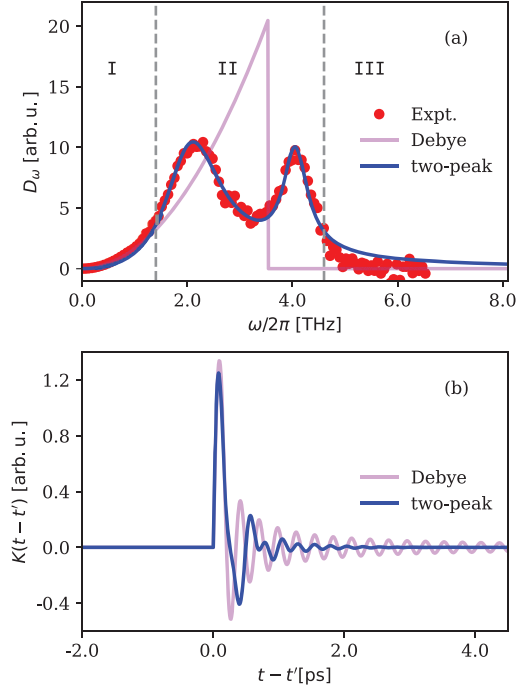 (a)
I II III
Expt.
Debye
two-peak
D_ω [arb. u.]
20
15
10
5
0
0.0 2.0 4.0 6.0 8.0
ω/2π [THz]
(b)
Debye
two-peak
K(t − t′) [arb. u.]
1.2
0.8
0.4
0.0
-0.4
-2.0 0.0 2.0 4.0
t − t′[ps]